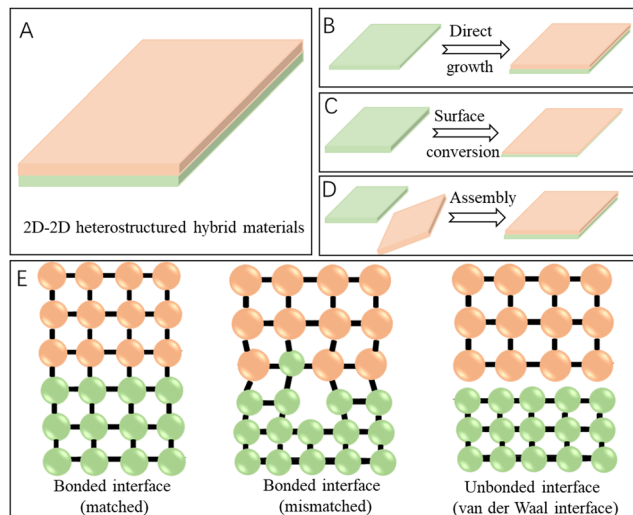 A
2D-2D heterostructured hybrid materials
B
Direct
growth
C
Surface
conversion
D
Assembly
E
Bonded interface
(matched)
Bonded interface
(mismatched)
Unbonded interface
(van der Waal interface)